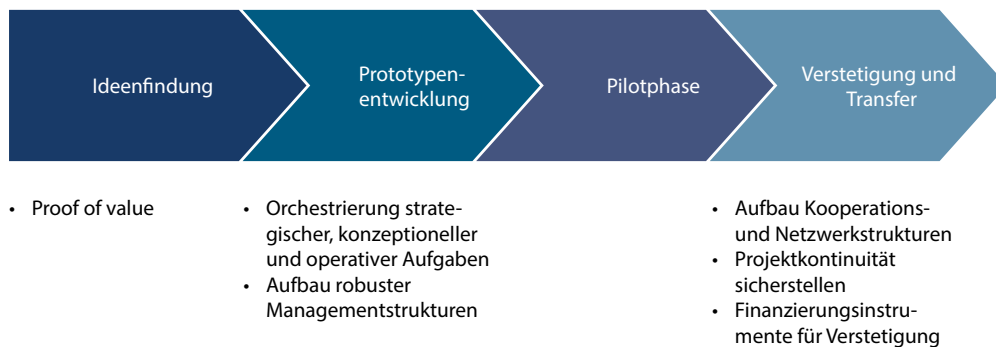 Ideenfindung
Prototypen-
entwicklung
Pilotphase
Verstetigung und
Transfer
• Proof of value
• Orchestrierung strate-
gischer, konzeptioneller
und operativer Aufgaben
• Aufbau robuster
Managementstrukturen
• Aufbau Kooperations-
und Netzwerkstrukturen
• Projektkontinuität
sicherstellen
• Finanzierungsinstru-
mente für Verstetigung